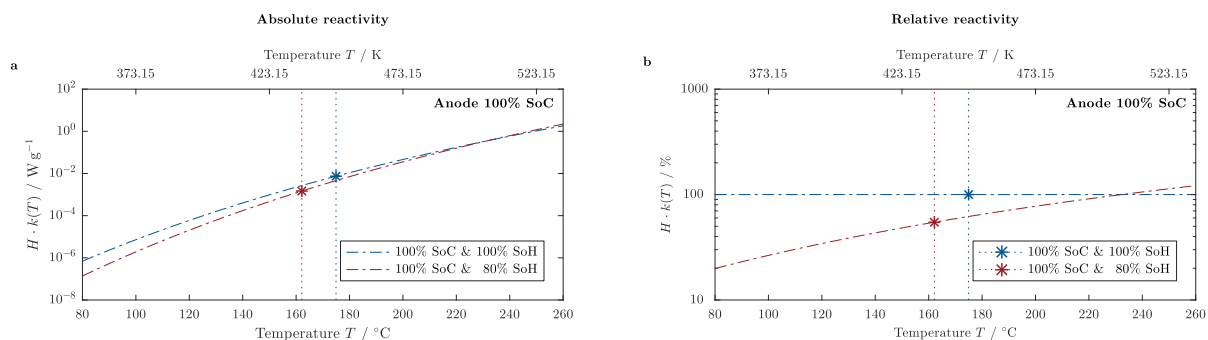 Absolute reactivity
a
Temperature T / K
373.15 423.15 473.15 523.15
Anode 100% SoC
H · k(T) / W g⁻¹
10²
10⁰
10⁻²
10⁻⁴
10⁻⁶
10⁻⁸
100% SoC & 100% SoH
100% SoC & 80% SoH
80 100 120 140 160 180 200 220 240 260
Temperature T / °C
Relative reactivity
b
Temperature T / K
373.15 423.15 473.15 523.15
Anode 100% SoC
H · k(T) / %
1000
100
10
100% SoC & 100% SoH
100% SoC & 80% SoH
80 100 120 140 160 180 200 220 240 260
Temperature T / °C